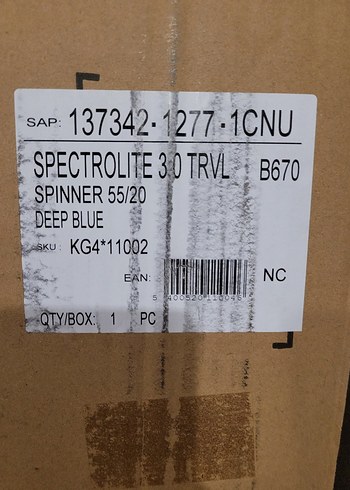 SAP: 137342-1277-1CNU
SPECTROLITE 3.0 TRVL B670
SPINNER 55/20
DEEP BLUE
SKU: KG4*11002
EAN: NC
QTY/BOX: 1 PC